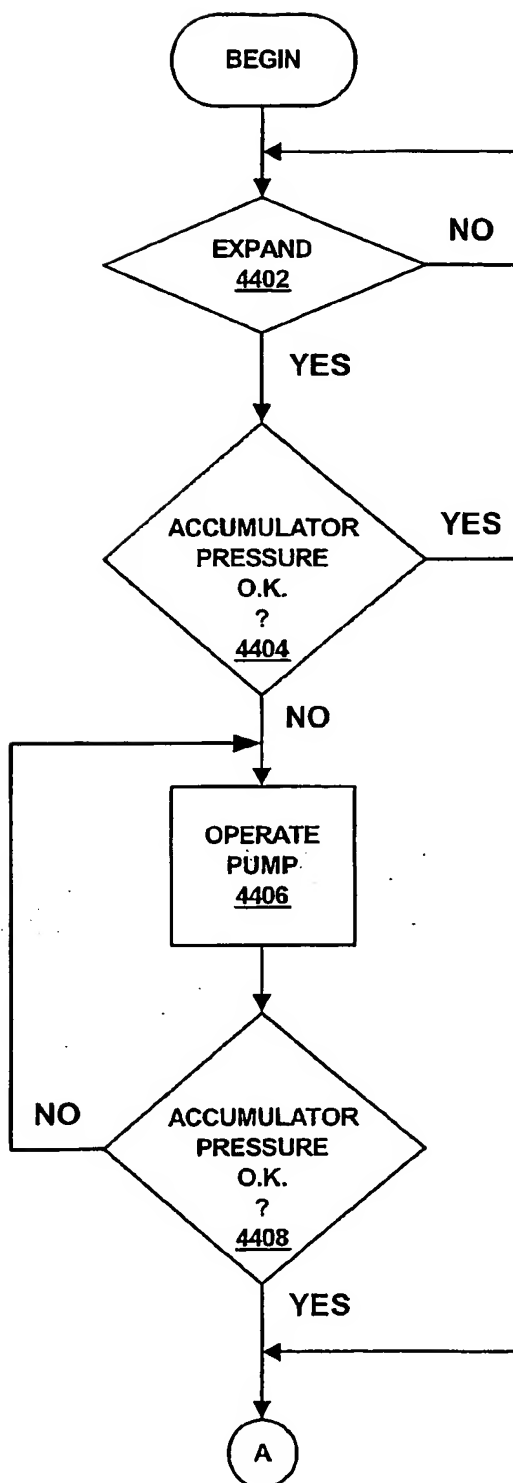 BEGIN
EXPAND
4402
NO
YES
ACCUMULATOR
PRESSURE
O.K.
?
4404
YES
NO
OPERATE
PUMP
4406
NO
ACCUMULATOR
PRESSURE
O.K.
?
4408
YES
A